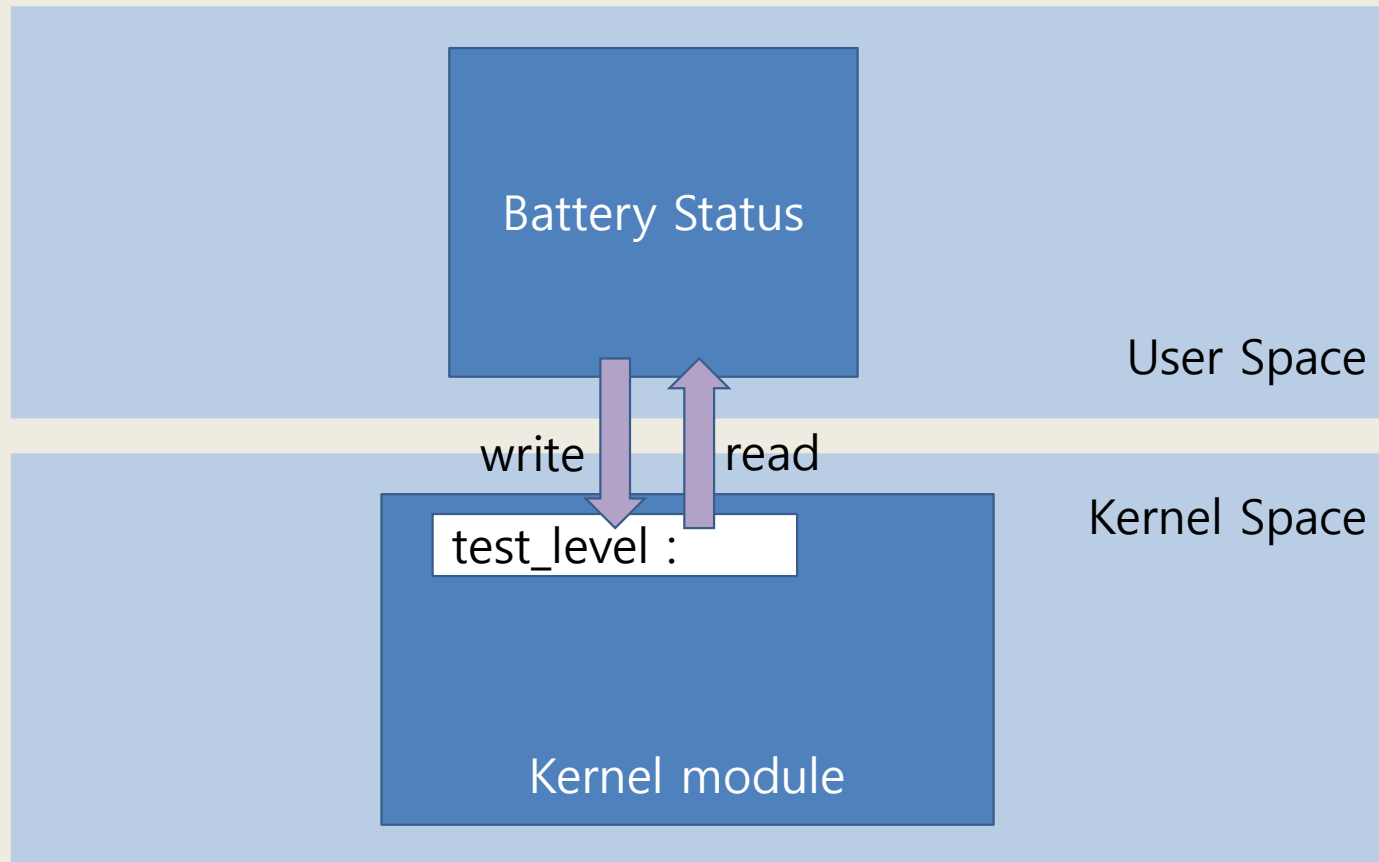 Battery Status
User Space
write
read
Kernel Space
test_level :
Kernel module